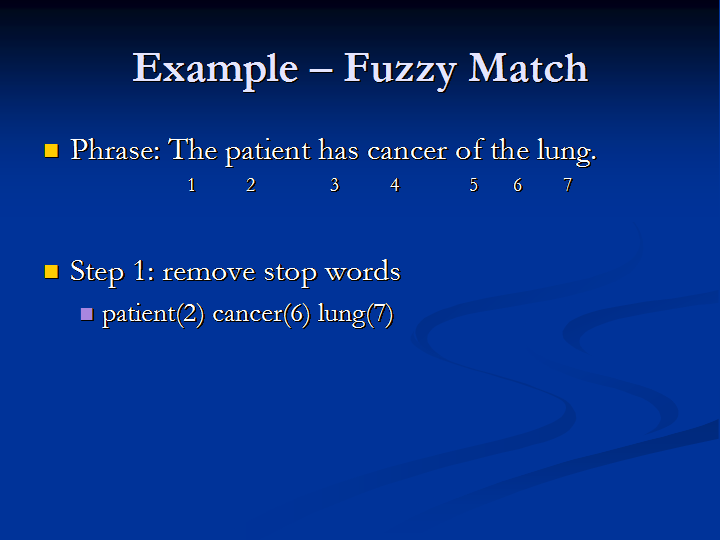 Example – Fuzzy Match
Phrase: The patient has cancer of the lung.
1 2 3 4 5 6 7
Step 1: remove stop words
patient(2) cancer(6) lung(7)